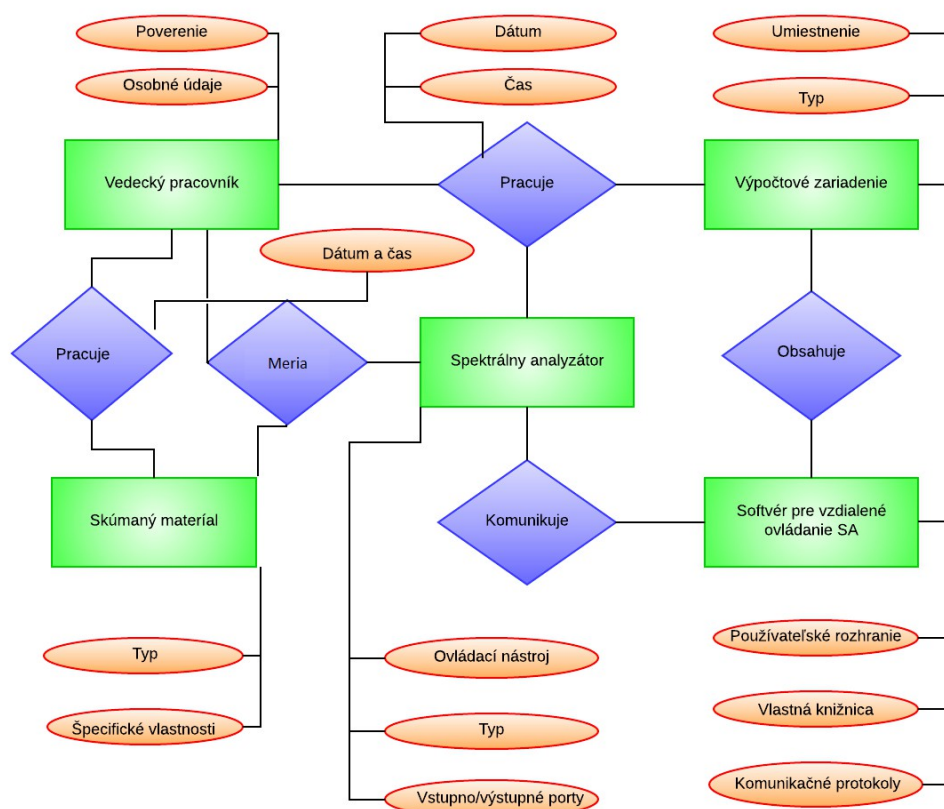 Poverenie
Dátum
Umiestnenie
Osobné údaje
Čas
Typ
Vedecký pracovník
Pracuje
Výpočtové zariadenie
Dátum a čas
Pracuje
Meria
Spektrálny analyzátor
Obsahuje
Skúmaný materíal
Komunikuje
Softvér pre vzdialené
ovládanie SA
Typ
Ovládací nástroj
Používateľské rozhranie
Špecifické vlastnosti
Typ
Vlastná knižnica
Vstupno/výstupné porty
Komunikačné protokoly